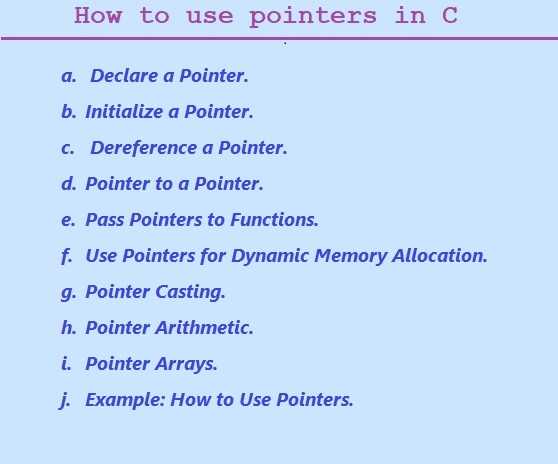 How to use pointers in C
a. Declare a Pointer.
b. Initialize a Pointer.
c. Dereference a Pointer.
d. Pointer to a Pointer.
e. Pass Pointers to Functions.
f. Use Pointers for Dynamic Memory Allocation.
g. Pointer Casting.
h. Pointer Arithmetic.
i. Pointer Arrays.
j. Example: How to Use Pointers.